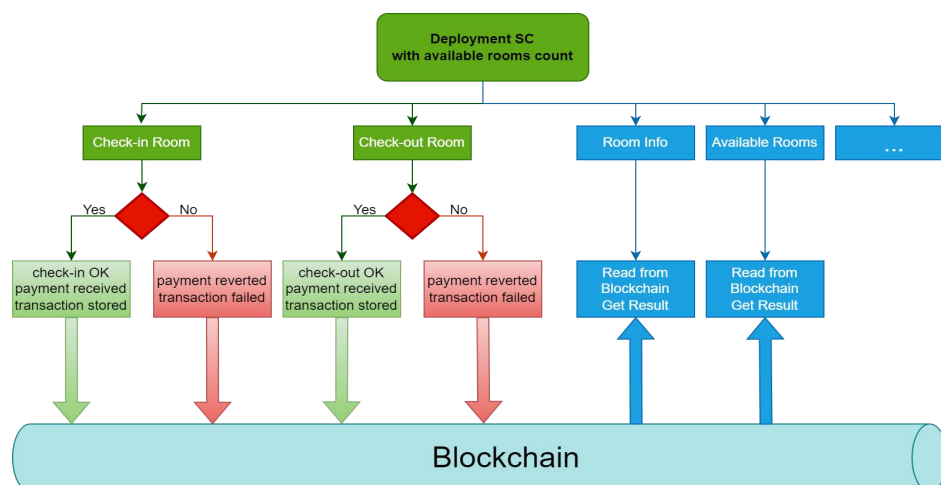 Deployment SC
with available rooms count
Check-in Room
Check-out Room
Room Info
Available Rooms
...
Yes
No
Yes
No
check-in OK
payment received
transaction stored
payment reverted
transaction failed
check-out OK
payment received
transaction stored
payment reverted
transaction failed
Read from
Blockchain
Get Result
Read from
Blockchain
Get Result
Blockchain